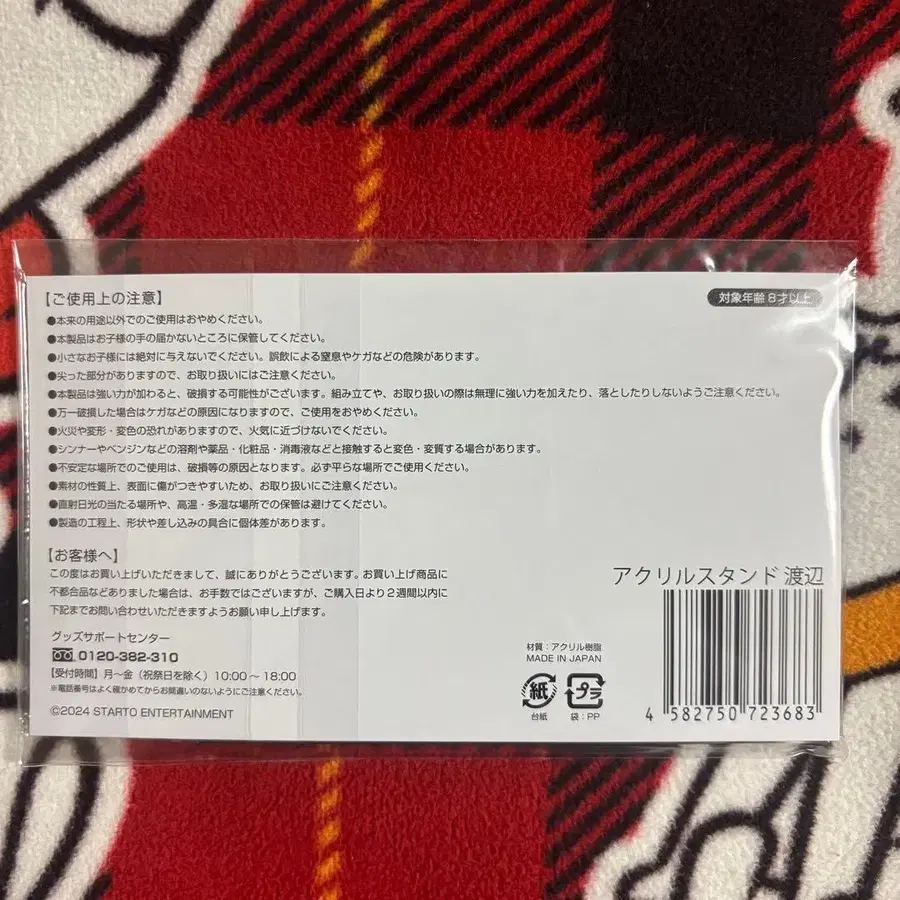 【ご使用上の注意】
対象年齢8才以上
●本来の用途以外でのご使用はおやめください。
●本製品はお子様の手の届かないところに保管してください。
●小さなお子様には絶対に与えないでください。誤飲による窒息やケガなどの危険があります。
●尖った部分がありますので、お取り扱いにはご注意ください。
●本製品は強い力が加わると、破損する可能性がございます。組み立てや、お取り扱いの際は無理に強い力を加えたり、落としたりしないようご注意ください。
●万一破損した場合はケガなどの原因になりますので、ご使用をおやめください。
●火災や変形・変色の恐れがありますので、火気に近づけないでください。
●シンナーやベンジンなどの溶剤や薬品・化粧品・消毒液などと接触すると変色・変質する場合があります。
●不安定な場所でのご使用は、破損等の原因となります。必ず平らな場所でご使用ください。
●素材の性質上、表面に傷がつきやすいため、お取り扱いにご注意ください。
●直射日光の当たる場所や、高温・多湿な場所での保管は避けてください。
●製造の工程上、形状や差し込みの具合に個体差があります。
【お客様へ】
この度はお買い上げいただきまして、誠にありがとうございます。お買い上げ商品に
不都合などありました場合は、お手数ではございますが、ご購入日より2週間以内に
下記までお問い合わせいただきますようお願い申し上げます。
グッズサポートセンター
0120-382-310
【受付時間】月〜金（祝祭日を除く）10:00〜18:00
※電話番号はよく確かめてからお間違いのないようにご注意ください。
©2024 STARTO ENTERTAINMENT
材質：アクリル樹脂
MADE IN JAPAN
紙
台紙
プラ
袋：PP
アクリルスタンド 渡辺
4 582750 723683